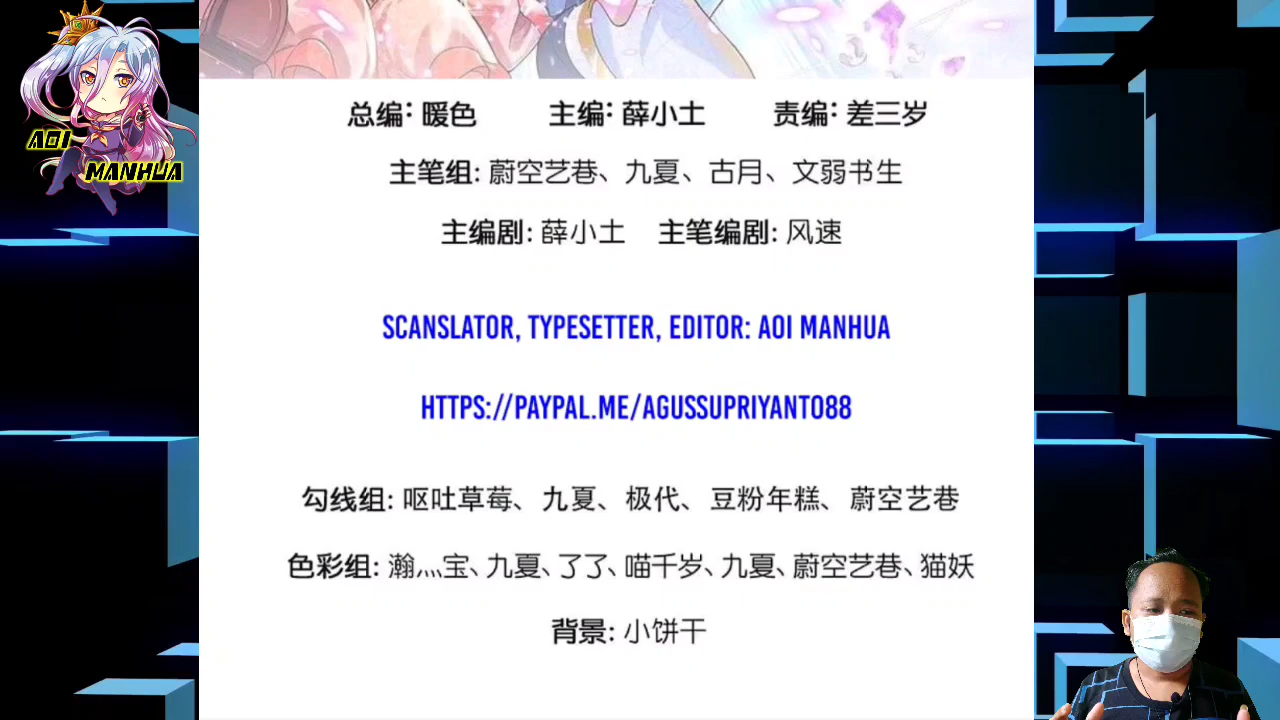 AOI
MANHUA
总编: 暖色 主编: 薛小土 责编: 差三岁
主笔组: 蔚空艺巷、九夏、古月、文弱书生
主编剧: 薛小土 主笔编剧: 风速
SCANSLATOR, TYPESETTER, EDITOR: AOI MANHUA
HTTPS://PAYPAL.ME/AGUSSUPRIYANTO88
勾线组: 呕吐草莓、九夏、极代、豆粉年糕、蔚空艺巷
色彩组: 瀚灬宝、九夏、了了、喵千岁、九夏、蔚空艺巷、猫妖
背景: 小饼干